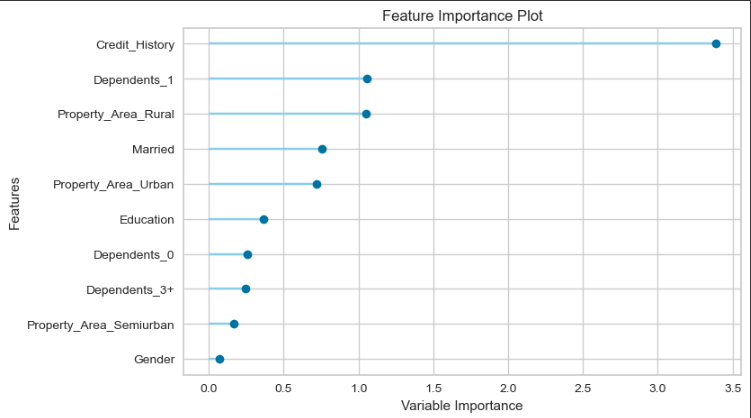 Feature Importance Plot
Credit_History
Dependents_1
Property_Area_Rural
Married
Property_Area_Urban
Education
Dependents_0
Dependents_3+
Property_Area_Semiurban
Gender
Features
0.0 0.5 1.0 1.5 2.0 2.5 3.0 3.5
Variable Importance